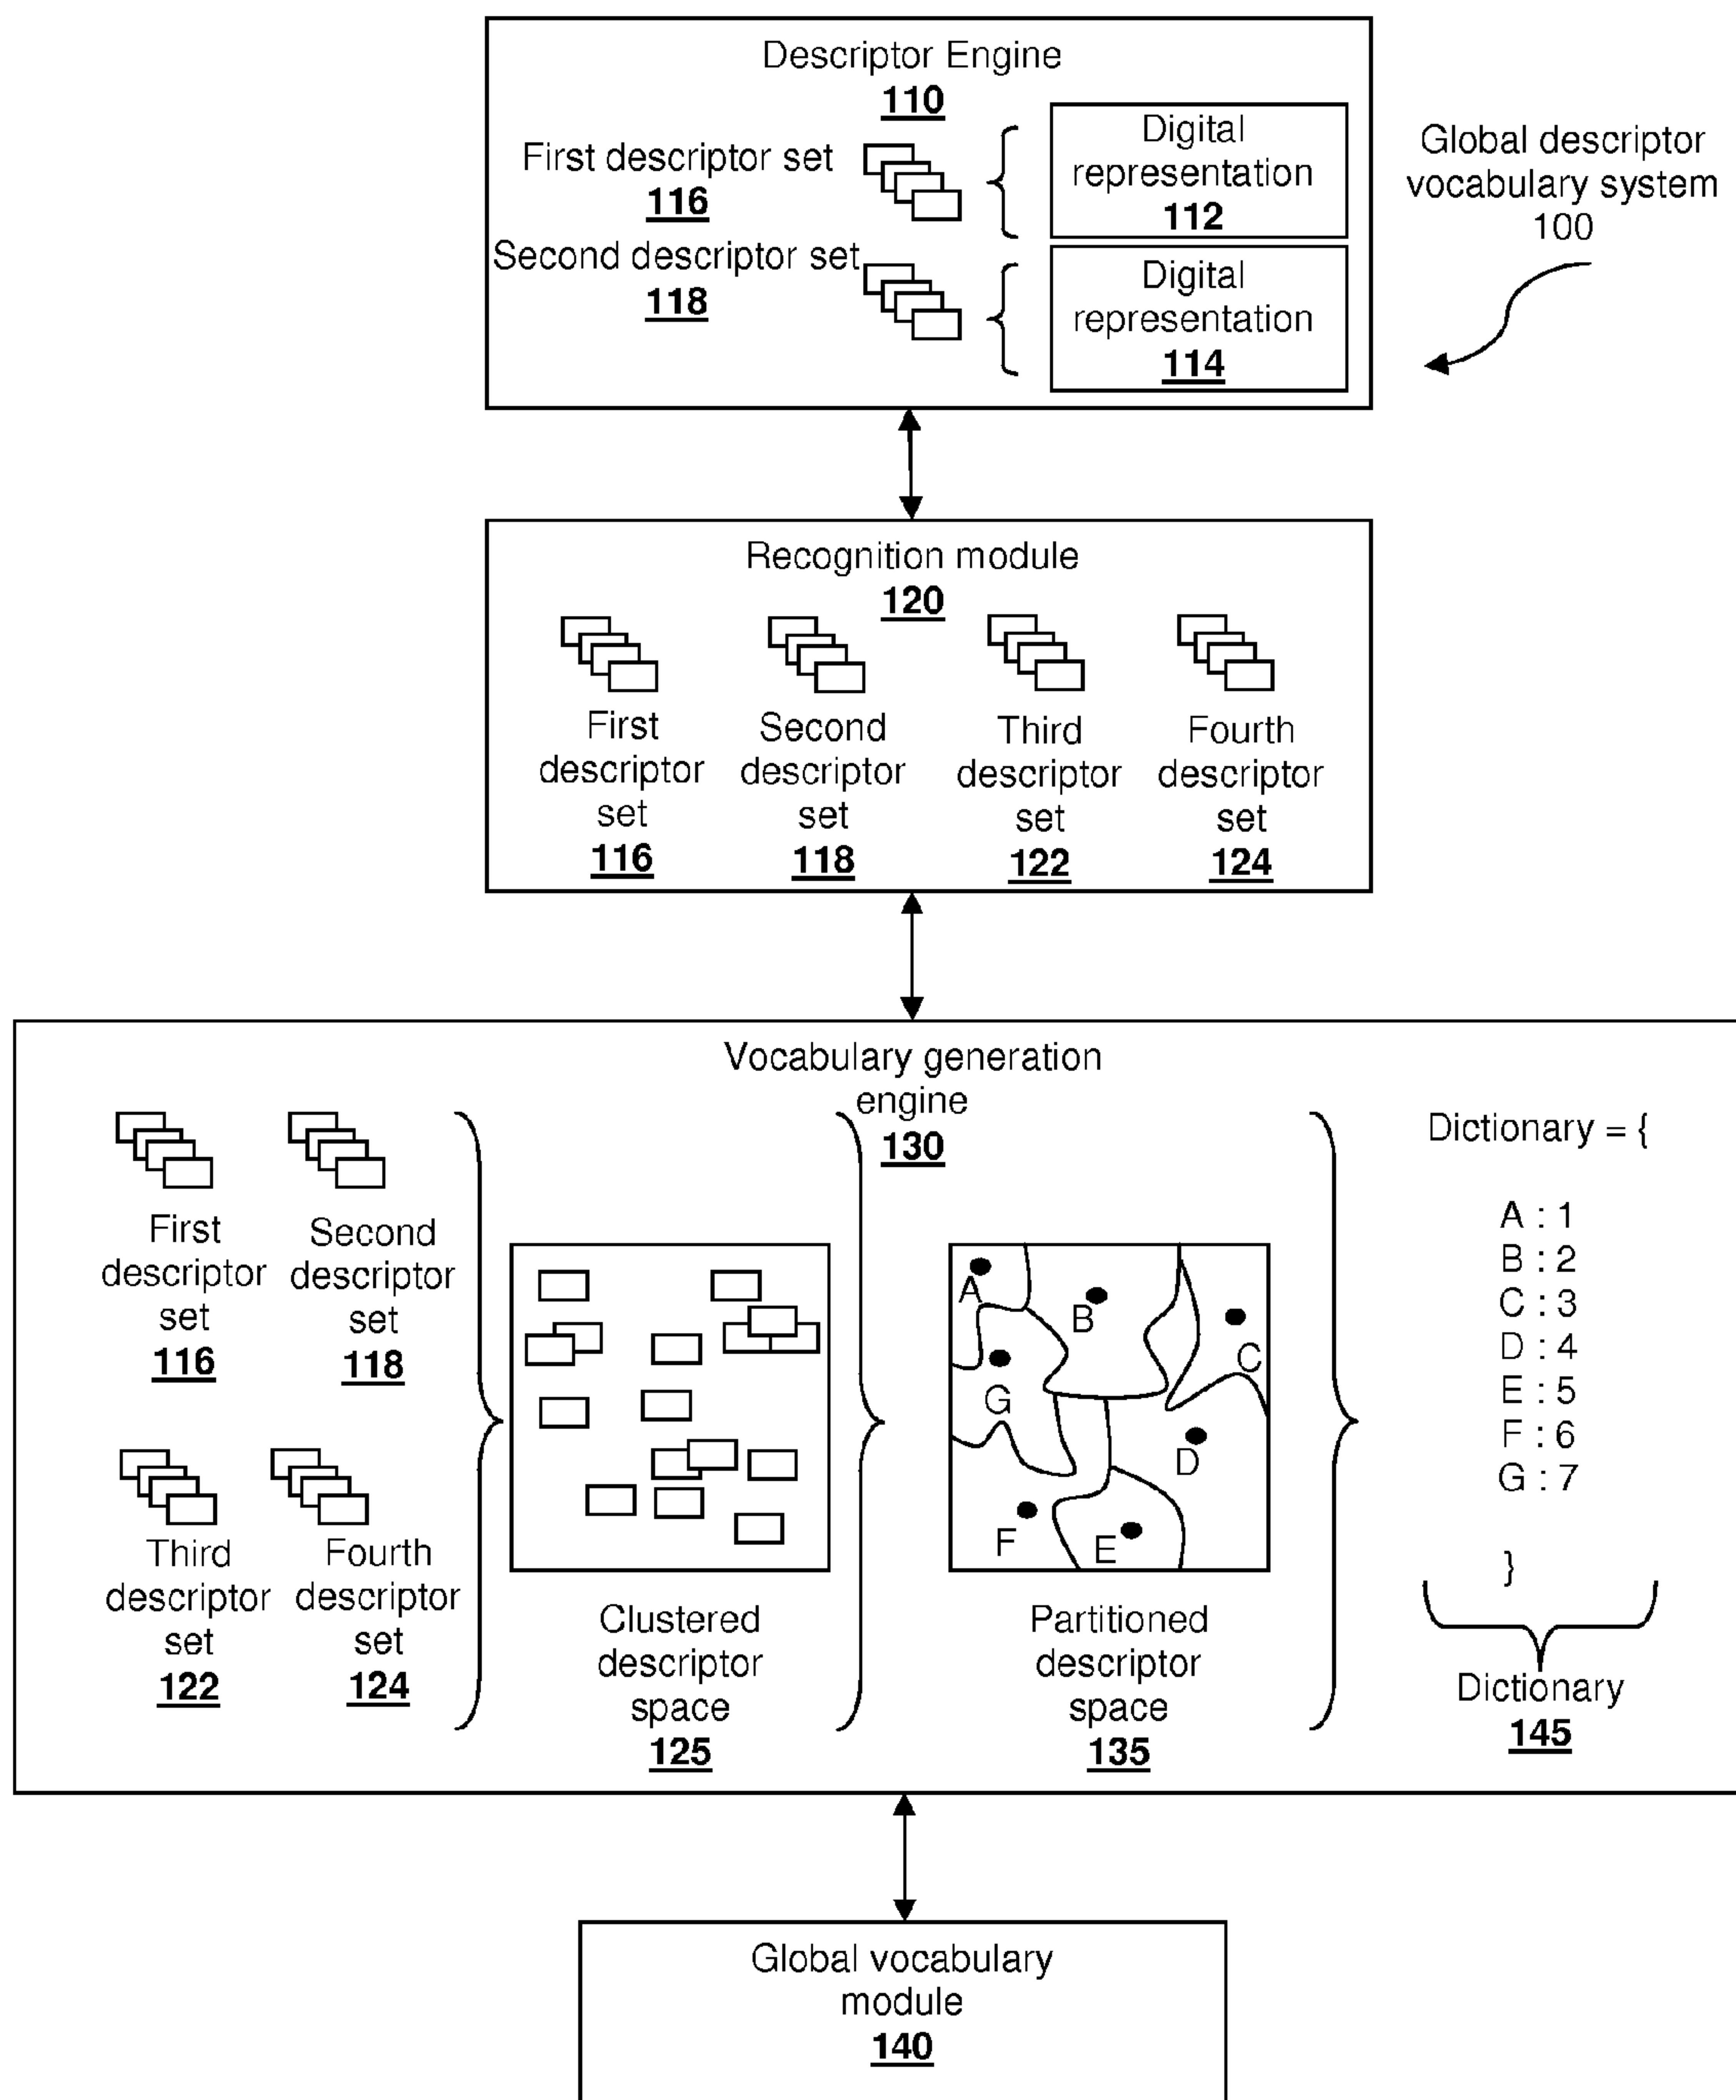 Descriptor Engine
110
First descriptor set
116
Second descriptor set
118
Digital
representation
112
Digital
representation
114
Global descriptor
vocabulary system
100
Recognition module
120
First
descriptor
set
116
Second
descriptor
set
118
Third
descriptor
set
122
Fourth
descriptor
set
124
Vocabulary generation
engine
130
First
descriptor
set
116
Second
descriptor
set
118
Third
descriptor
set
122
Fourth
descriptor
set
124
Clustered
descriptor
space
125
A
B
C
G
D
F
E
Partitioned
descriptor
space
135
Dictionary = {
A : 1
B : 2
C : 3
D : 4
E : 5
F : 6
G : 7
}
Dictionary
145
Global vocabulary
module
140